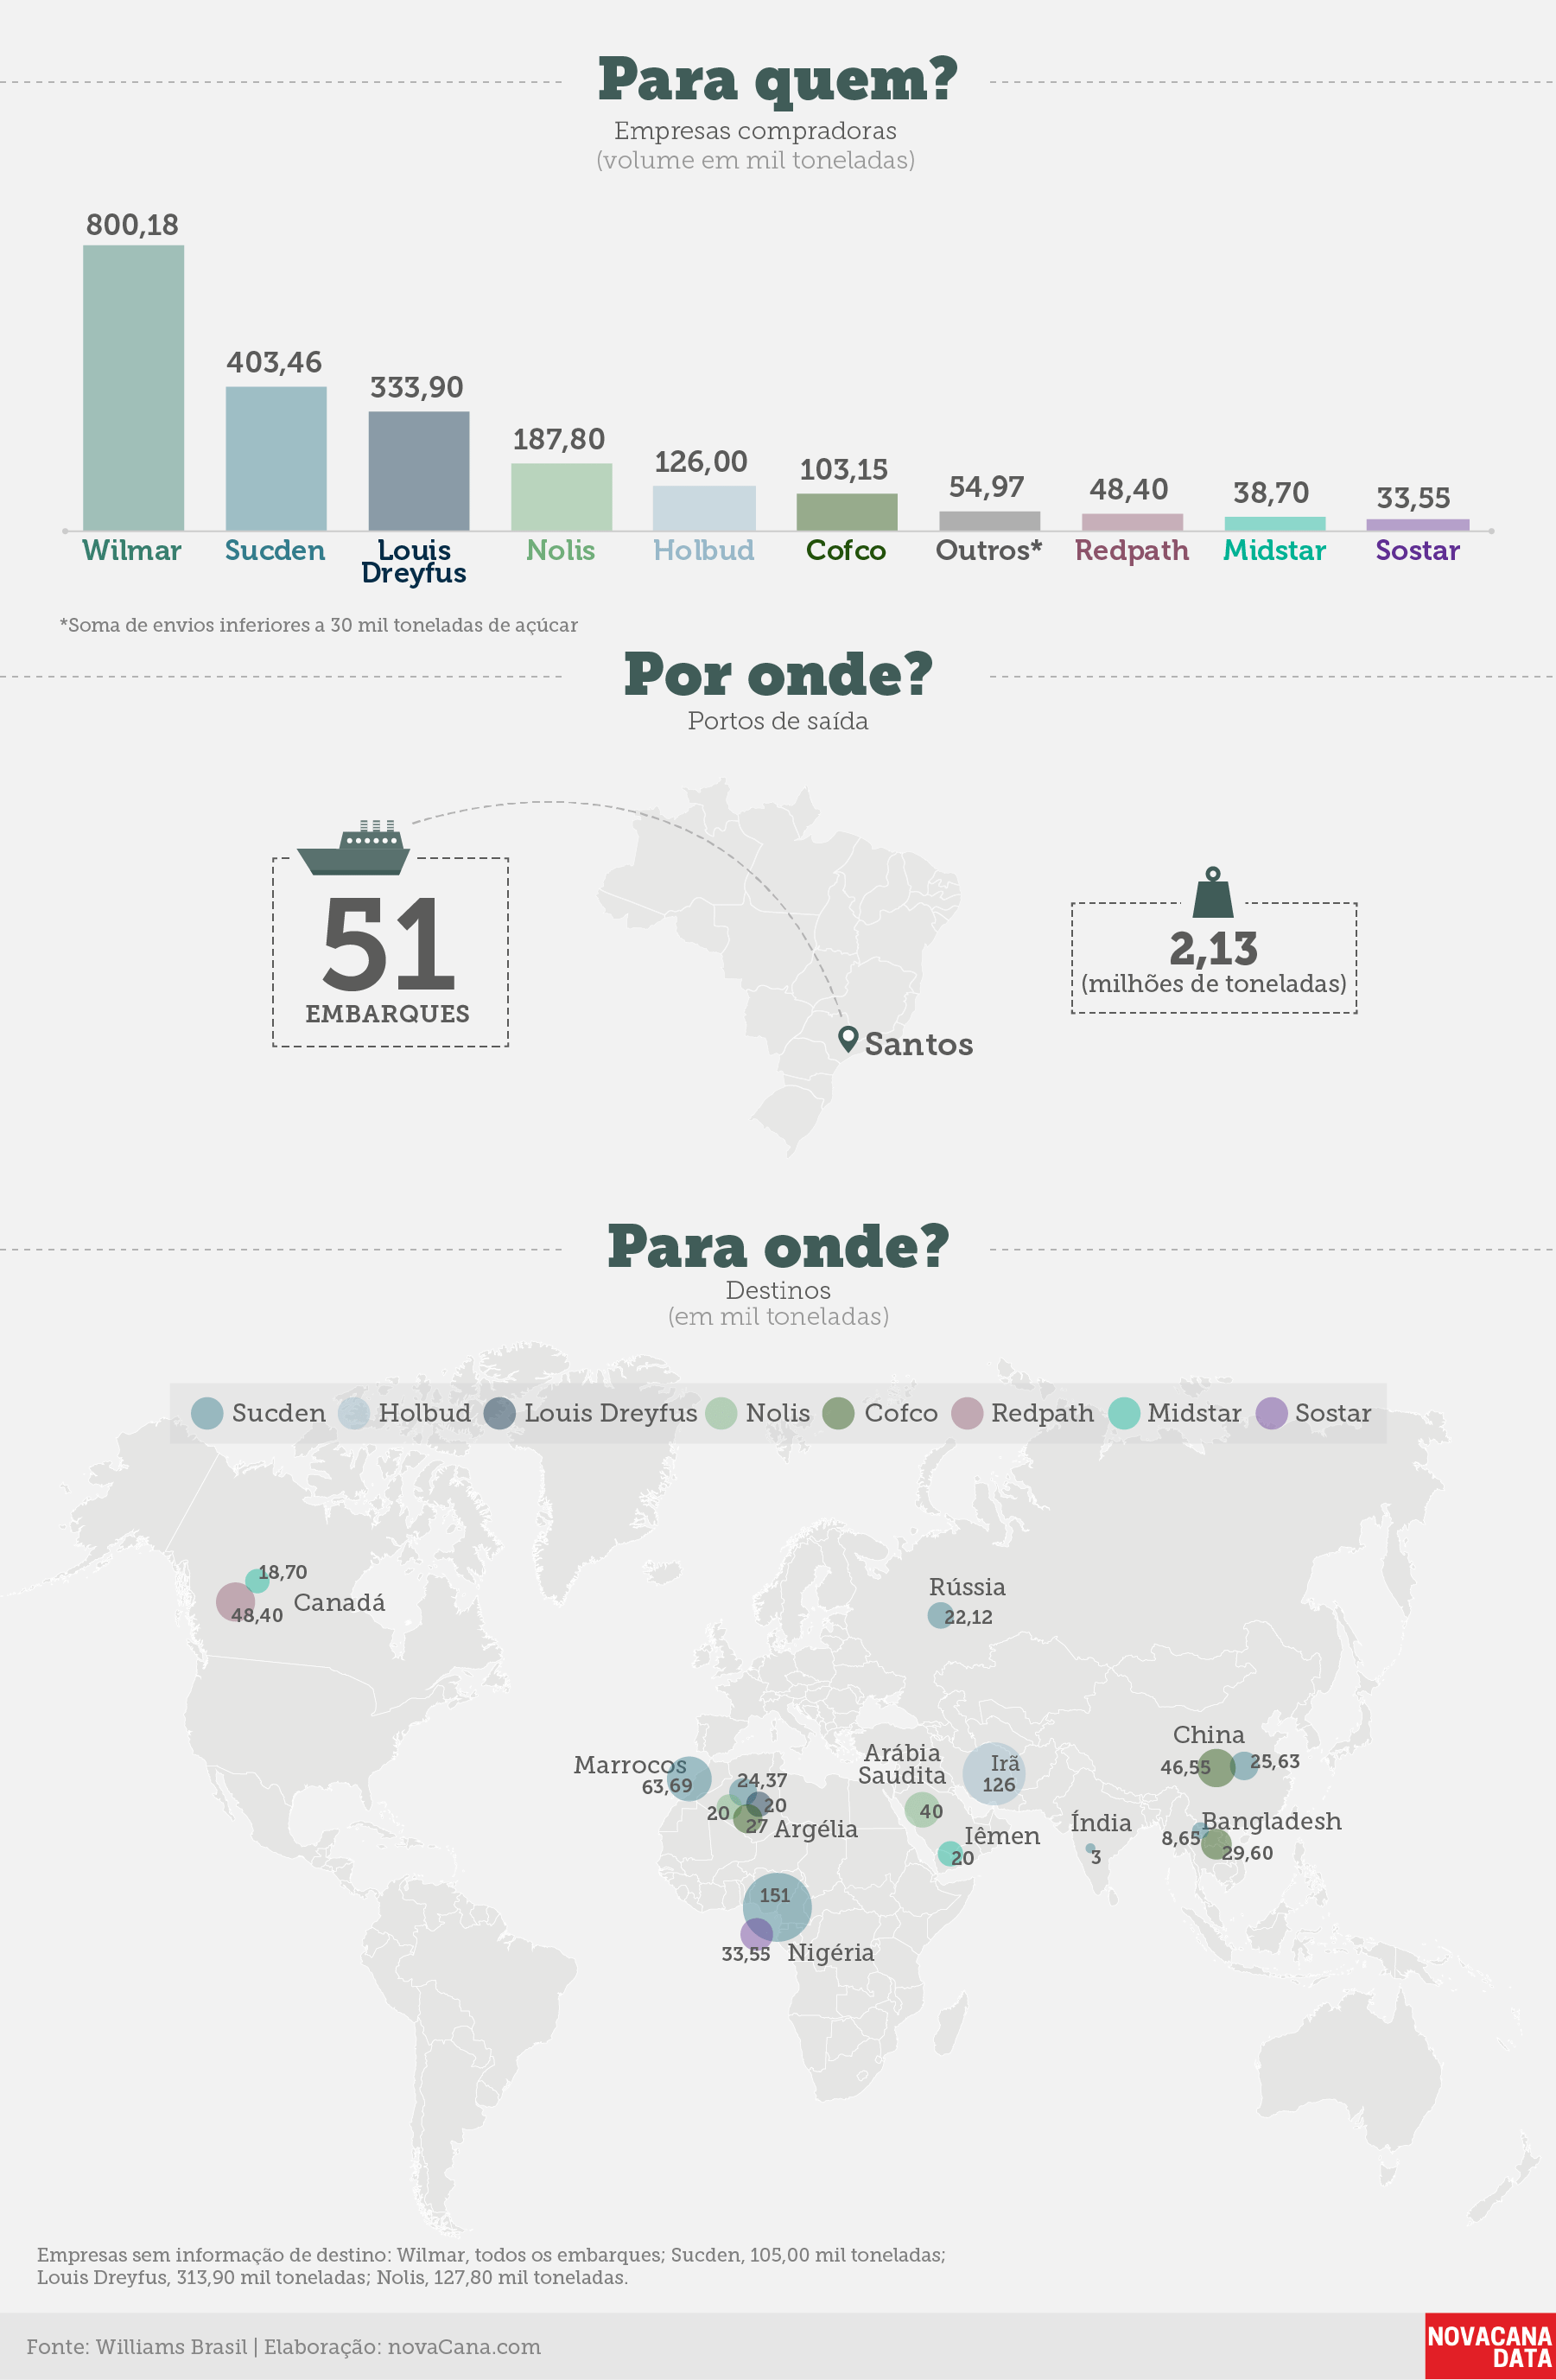 Para quem?
Empresas compradoras
(volume em mil toneladas)
800,18
403,46
333,90
187,80
126,00
103,15
54,97
48,40
38,70
33,55
Wilmar
Sucden
Louis
Dreyfus
Nolis
Holbud
Cofco
Outros*
Redpath
Midstar
Sostar
*Soma de envios inferiores a 30 mil toneladas de açúcar
Por onde?
Portos de saída
51
EMBARQUES
2,13
(milhões de toneladas)
Santos
Para onde?
Destinos
(em mil toneladas)
Sucden
Holbud
Louis Dreyfus
Nolis
Cofco
Redpath
Midstar
Sostar
18,70
48,40
Canadá
Rússia
22,12
Marrocos
63,69
24,37
20
20
27
Argélia
Arábia
Saudita
40
Irã
126
Iêmen
20
Índia
3
China
46,55
25,63
Bangladesh
8,65
29,60
151
33,55
Nigéria
Empresas sem informação de destino: Wilmar, todos os embarques; Sucden, 105,00 mil toneladas;
Louis Dreyfus, 313,90 mil toneladas; Nolis, 127,80 mil toneladas.
Fonte: Williams Brasil | Elaboração: novaCana.com
NOVACANA
DATA